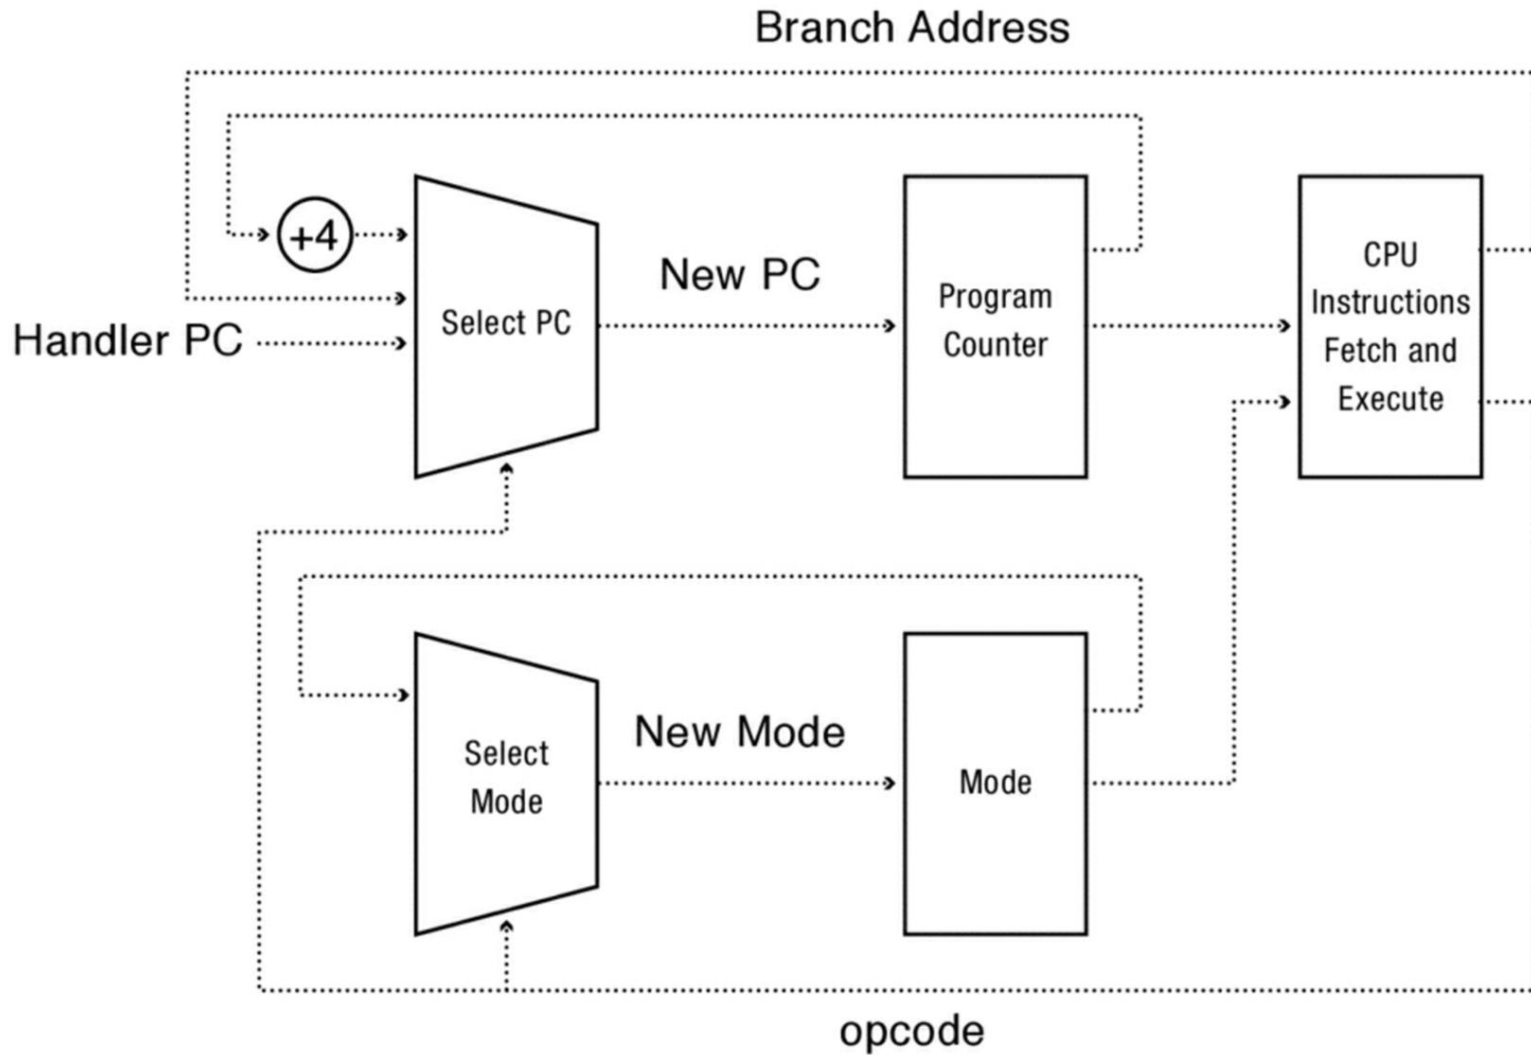 Branch Address
+4
Handler PC
Select PC
New PC
Program
Counter
CPU
Instructions
Fetch and
Execute
Select
Mode
New Mode
Mode
opcode